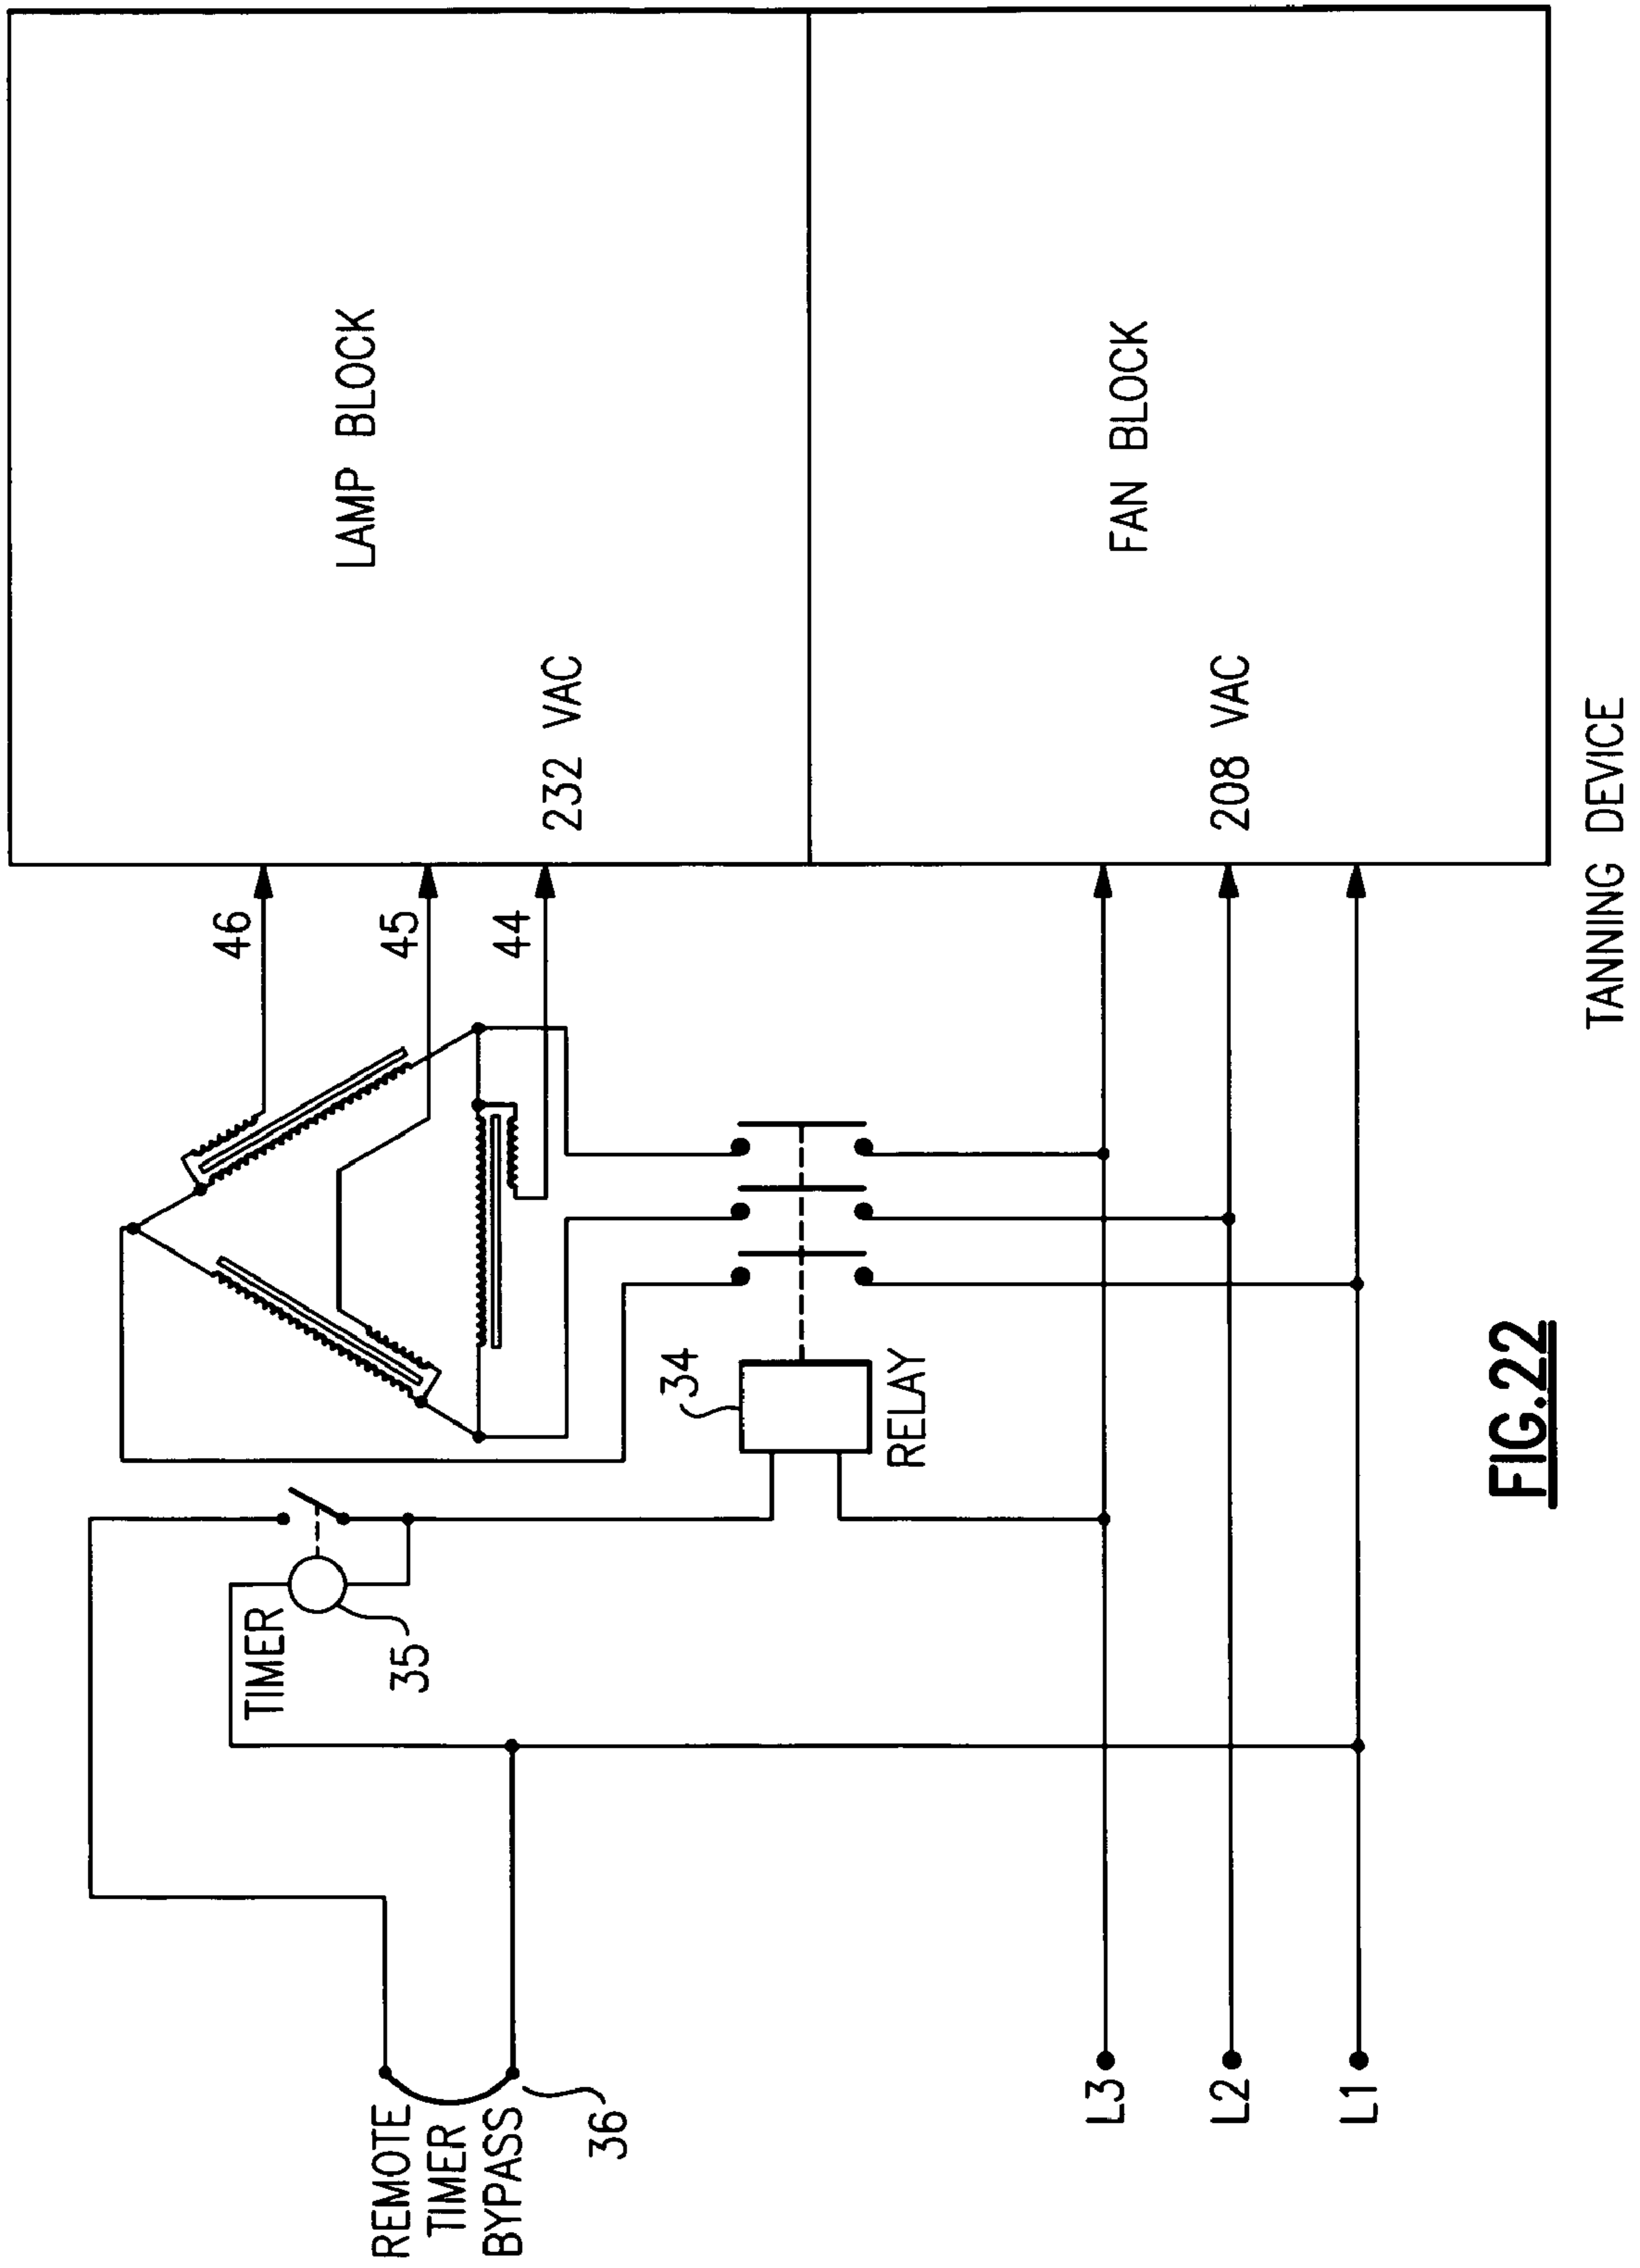 REMOTE
TIMER
BYPASS
36
TIMER
35
34
RELAY
46
45
44
LAMP BLOCK
232 VAC
FAN BLOCK
208 VAC
L3
L2
L1
TANNING DEVICE
FIG.22